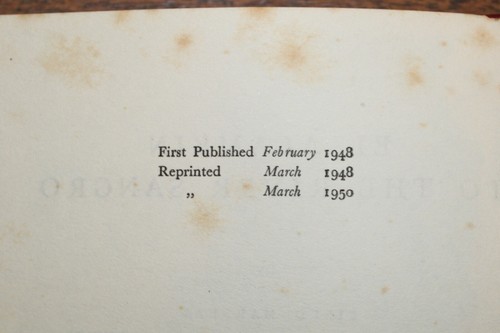 First Published February 1948
Reprinted March 1948
„ March 1950